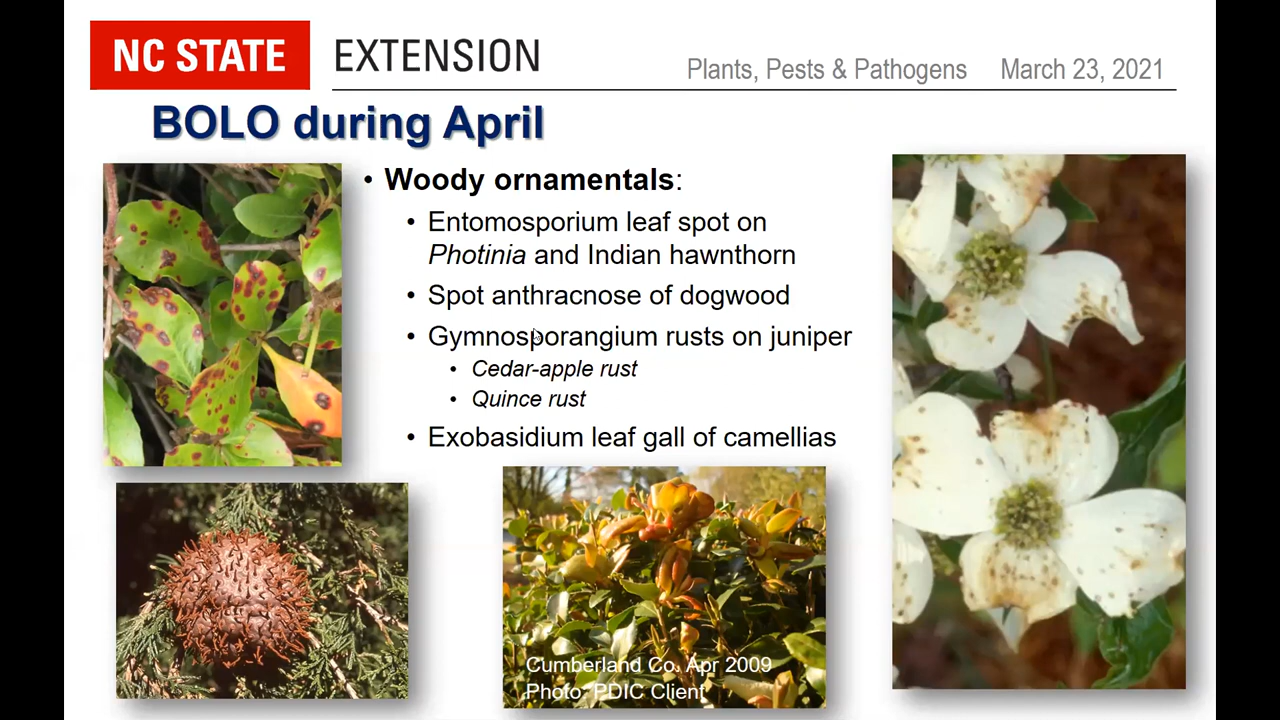 NC STATE EXTENSION
Plants, Pests & Pathogens March 23, 2021
BOLO during April
• Woody ornamentals:
• Entomosporium leaf spot on
Photinia and Indian hawnthorn
• Spot anthracnose of dogwood
• Gymnosporangium rusts on juniper
• Cedar-apple rust
• Quince rust
• Exobasidium leaf gall of camellias
Cumberland Co. Apr 2009
Photo: PDIC Client